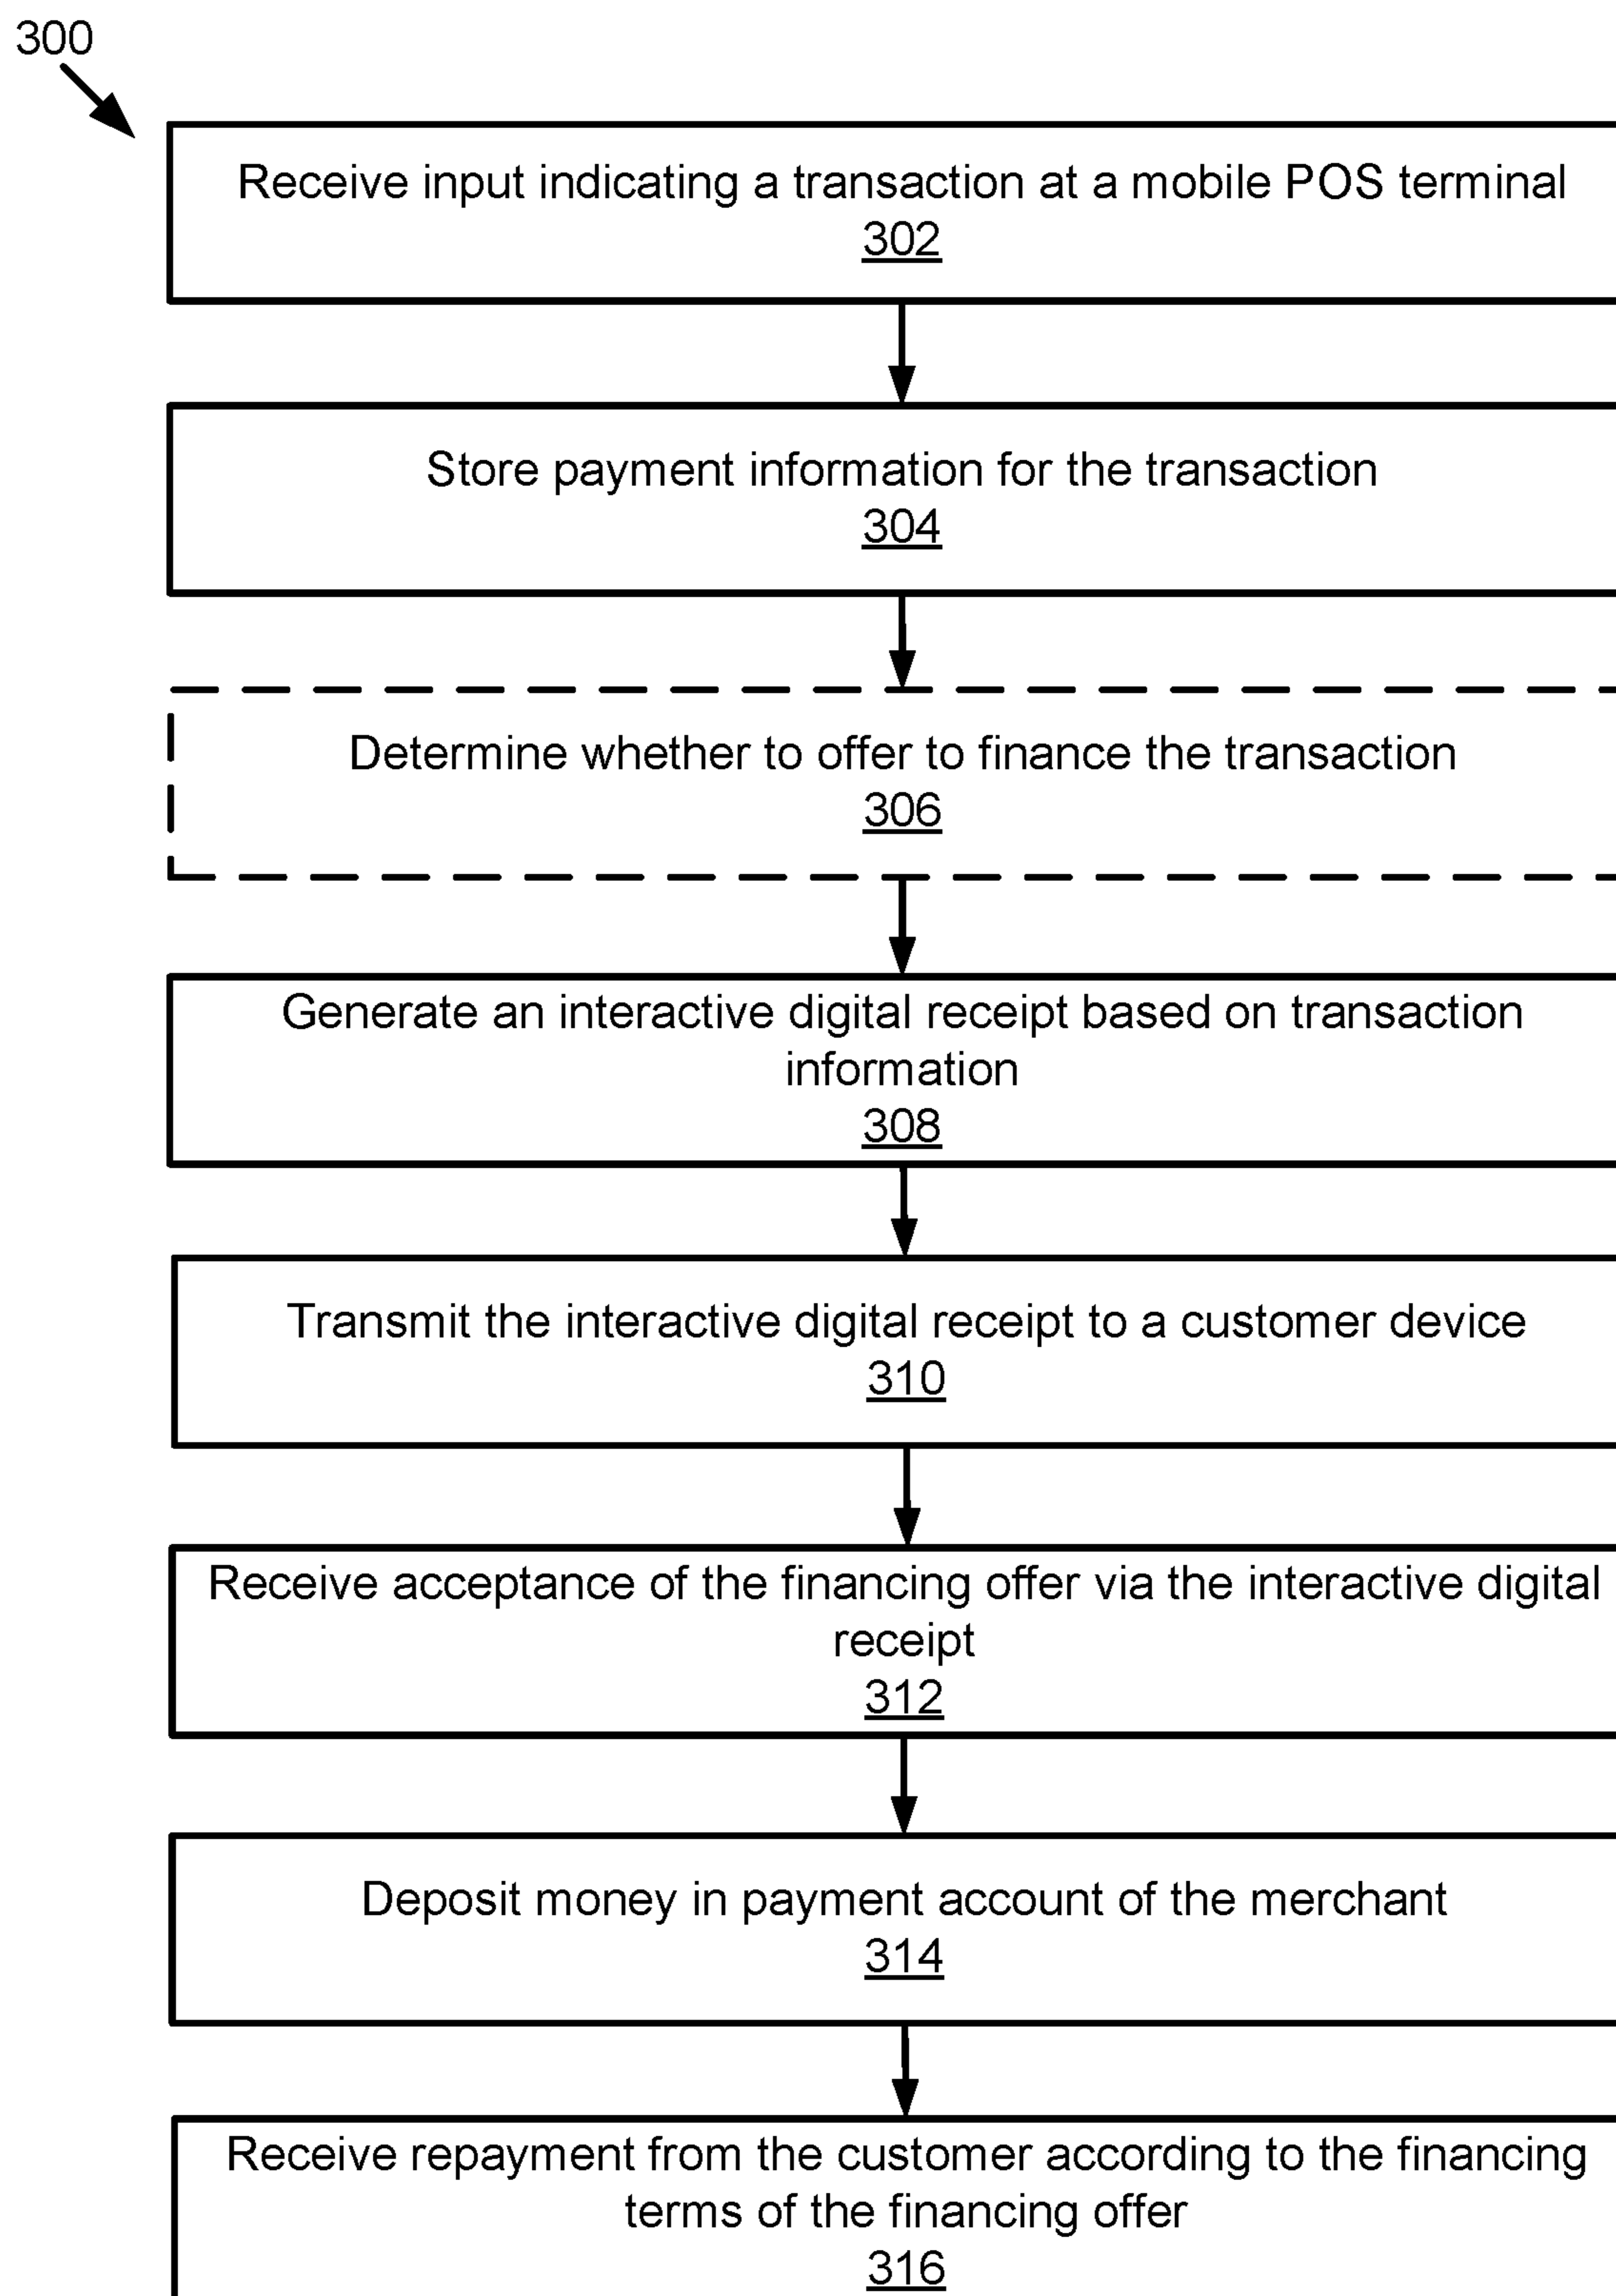 300
Receive input indicating a transaction at a mobile POS terminal
302
Store payment information for the transaction
304
Determine whether to offer to finance the transaction
306
Generate an interactive digital receipt based on transaction
information
308
Transmit the interactive digital receipt to a customer device
310
Receive acceptance of the financing offer via the interactive digital
receipt
312
Deposit money in payment account of the merchant
314
Receive repayment from the customer according to the financing
terms of the financing offer
316